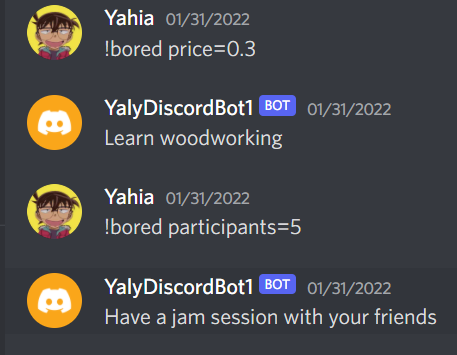 Yahia 01/31/2022
!bored price=0.3
YalyDiscordBot1 BOT 01/31/2022
Learn woodworking
Yahia 01/31/2022
!bored participants=5
YalyDiscordBot1 BOT 01/31/2022
Have a jam session with your friends